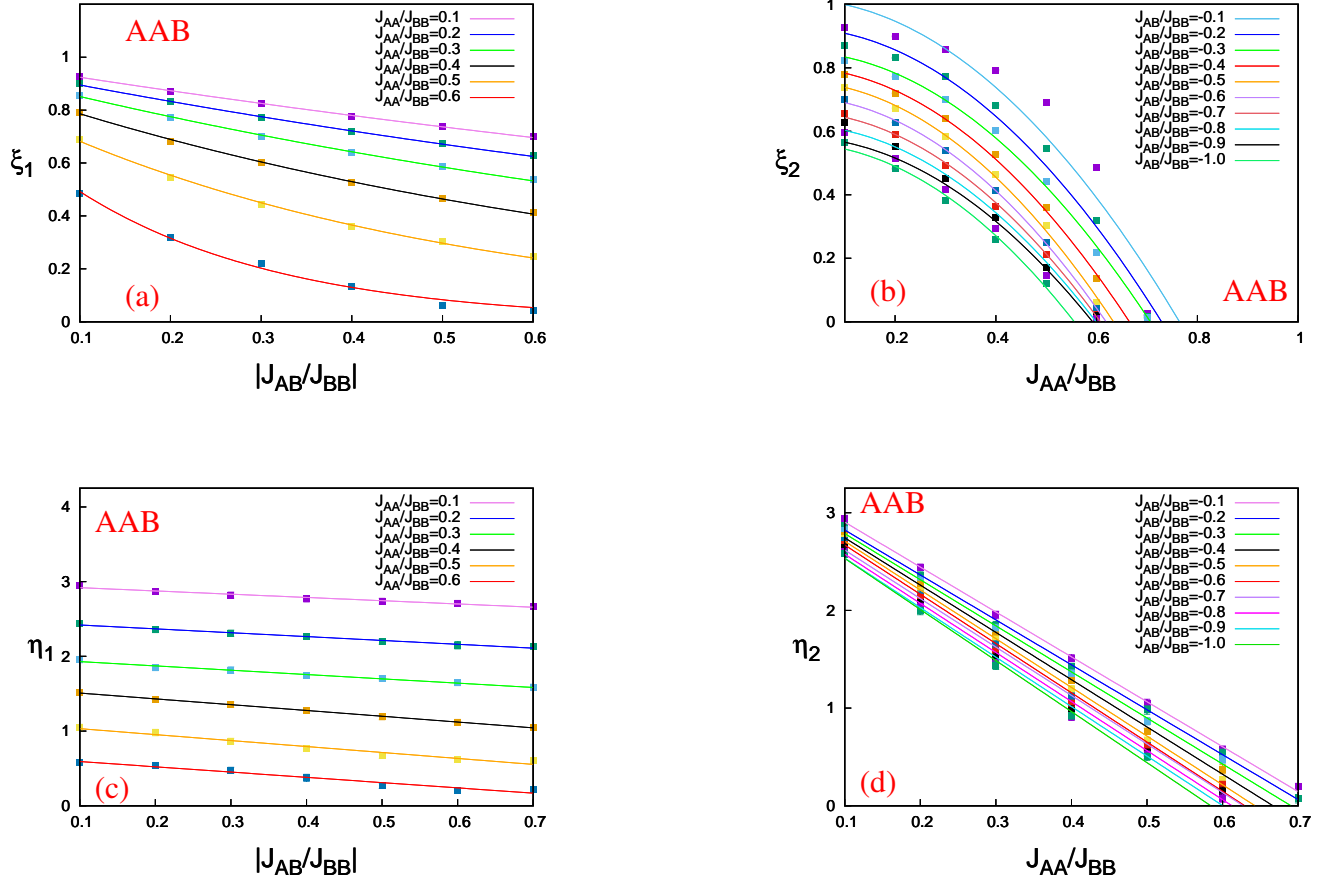 AAB
J_AA/J_BB=0.1
J_AA/J_BB=0.2
J_AA/J_BB=0.3
J_AA/J_BB=0.4
J_AA/J_BB=0.5
J_AA/J_BB=0.6
1
0.8
0.6
0.4
0.2
0
ξ_1
(a)
0.1 0.2 0.3 0.4 0.5 0.6
|J_AB/J_BB|
J_AB/J_BB=-0.1
J_AB/J_BB=-0.2
J_AB/J_BB=-0.3
J_AB/J_BB=-0.4
J_AB/J_BB=-0.5
J_AB/J_BB=-0.6
J_AB/J_BB=-0.7
J_AB/J_BB=-0.8
J_AB/J_BB=-0.9
J_AB/J_BB=-1.0
1
0.8
0.6
0.4
0.2
0
ξ_2
(b)
AAB
0.2 0.4 0.6 0.8 1
J_AA/J_BB
AAB
J_AA/J_BB=0.1
J_AA/J_BB=0.2
J_AA/J_BB=0.3
J_AA/J_BB=0.4
J_AA/J_BB=0.5
J_AA/J_BB=0.6
4
3
2
1
0
η_1
(c)
0.1 0.2 0.3 0.4 0.5 0.6 0.7
|J_AB/J_BB|
AAB
J_AB/J_BB=-0.1
J_AB/J_BB=-0.2
J_AB/J_BB=-0.3
J_AB/J_BB=-0.4
J_AB/J_BB=-0.5
J_AB/J_BB=-0.6
J_AB/J_BB=-0.7
J_AB/J_BB=-0.8
J_AB/J_BB=-0.9
J_AB/J_BB=-1.0
3
2
1
0
η_2
(d)
0.1 0.2 0.3 0.4 0.5 0.6 0.7
J_AA/J_BB